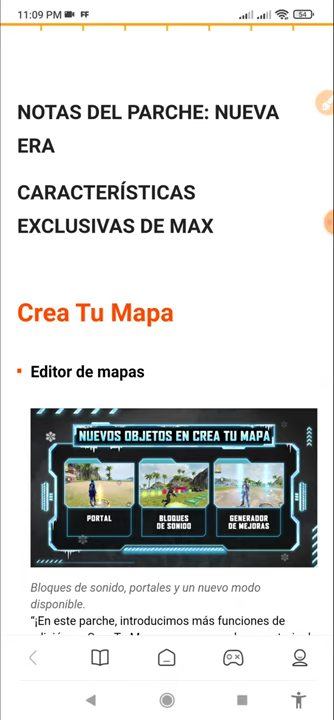 11:09 PM FF 54
NOTAS DEL PARCHE: NUEVA
ERA
CARACTERÍSTICAS
EXCLUSIVAS DE MAX
Crea Tu Mapa
Editor de mapas
NUEVOS OBJETOS EN CREA TU MAPA
PORTAL
BLOQUES
DE SONIDO
GENERADOR
DE MEJORAS
Bloques de sonido, portales y un nuevo modo
disponible.
"¡En este parche, introducimos más funciones de